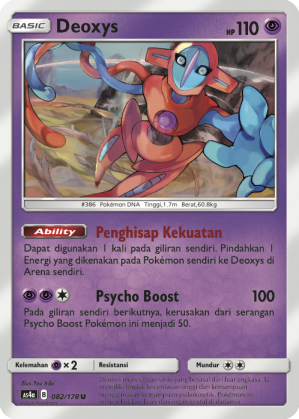 BASIC Deoxys HP 110
#386 Pokémon DNA Tinggi,1.7m Berat,60.8kg
Ability Penghisap Kekuatan
Dapat digunakan 1 kali pada giliran sendiri. Pindahkan 1
Energi yang dikenakan pada Pokémon sendiri ke Deoxys di
Arena sendiri.
Psycho Boost 100
Pada giliran sendiri berikutnya, kerusakan dari serangan
Psycho Boost Pokémon ini menjadi 50.
Kelemahan ×2 Resistansi Mundur
AS4a B 082/178 U